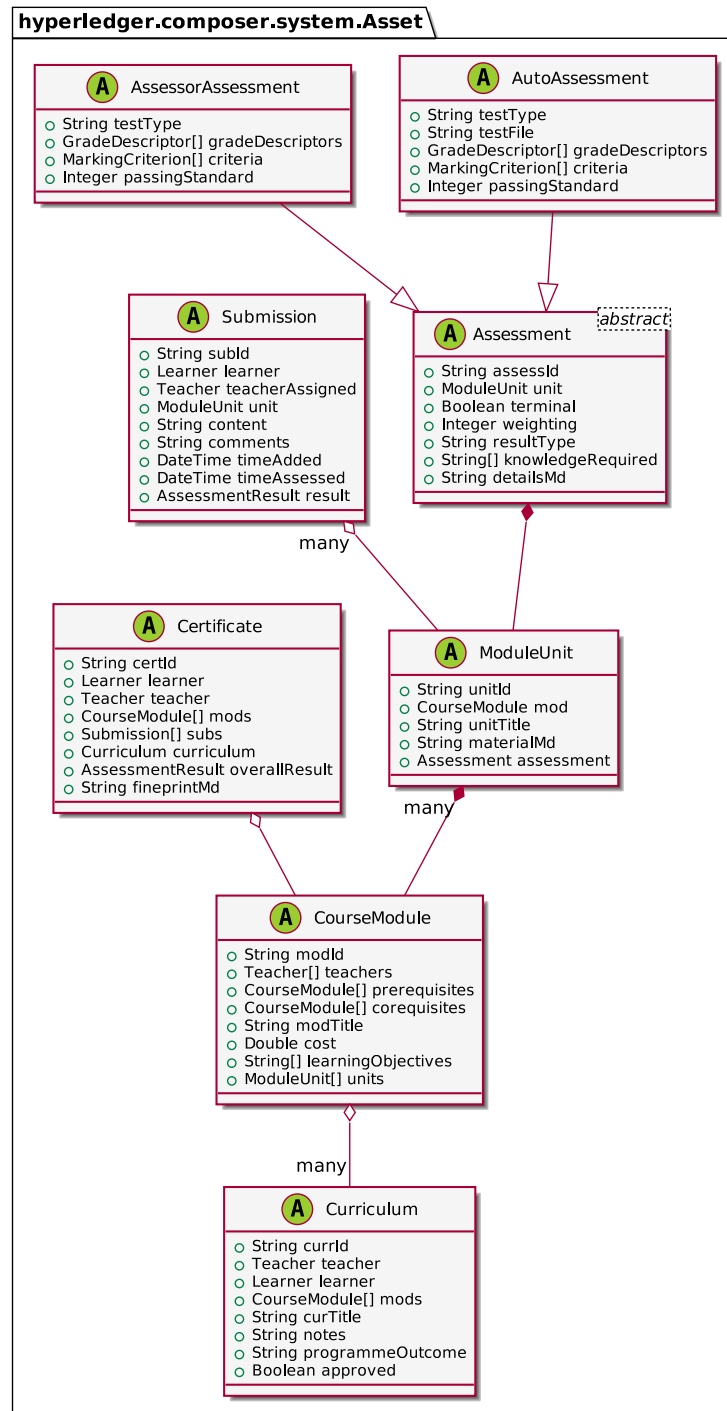 hyperledger.composer.system.Asset
A AssessorAssessment
String testType
GradeDescriptor[] gradeDescriptors
MarkingCriterion[] criteria
Integer passingStandard
A AutoAssessment
String testType
String testFile
GradeDescriptor[] gradeDescriptors
MarkingCriterion[] criteria
Integer passingStandard
A Submission
String subId
Learner learner
Teacher teacherAssigned
ModuleUnit unit
String content
String comments
DateTime timeAdded
DateTime timeAssessed
AssessmentResult result
A Assessment
abstract
String assessId
ModuleUnit unit
Boolean terminal
Integer weighting
String resultType
String[] knowledgeRequired
String detailsMd
many
A Certificate
String certId
Learner learner
Teacher teacher
CourseModule[] mods
Submission[] subs
Curriculum curriculum
AssessmentResult overallResult
String fineprintMd
A ModuleUnit
String unitId
CourseModule mod
String unitTitle
String materialMd
Assessment assessment
many
A CourseModule
String modId
Teacher[] teachers
CourseModule[] prerequisites
CourseModule[] corequisites
String modTitle
Double cost
String[] learningObjectives
ModuleUnit[] units
many
A Curriculum
String currId
Teacher teacher
Learner learner
CourseModule[] mods
String curTitle
String notes
String programmeOutcome
Boolean approved